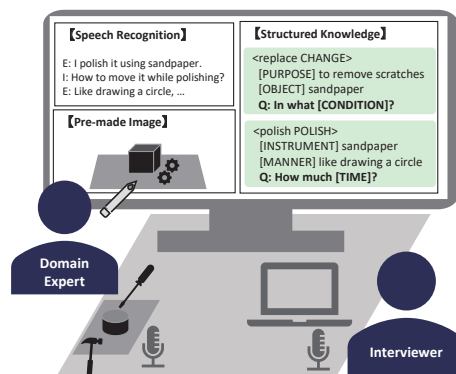 【Speech Recognition】
E: I polish it using sandpaper.
I: How to move it while polishing?
E: Like drawing a circle, …
【Pre-made Image】
【Structured Knowledge】
<replace CHANGE>
[PURPOSE] to remove scratches
[OBJECT] sandpaper
Q: In what [CONDITION]?
<polish POLISH>
[INSTRUMENT] sandpaper
[MANNER] like drawing a circle
Q: How much [TIME]?
Domain
Expert
Interviewer